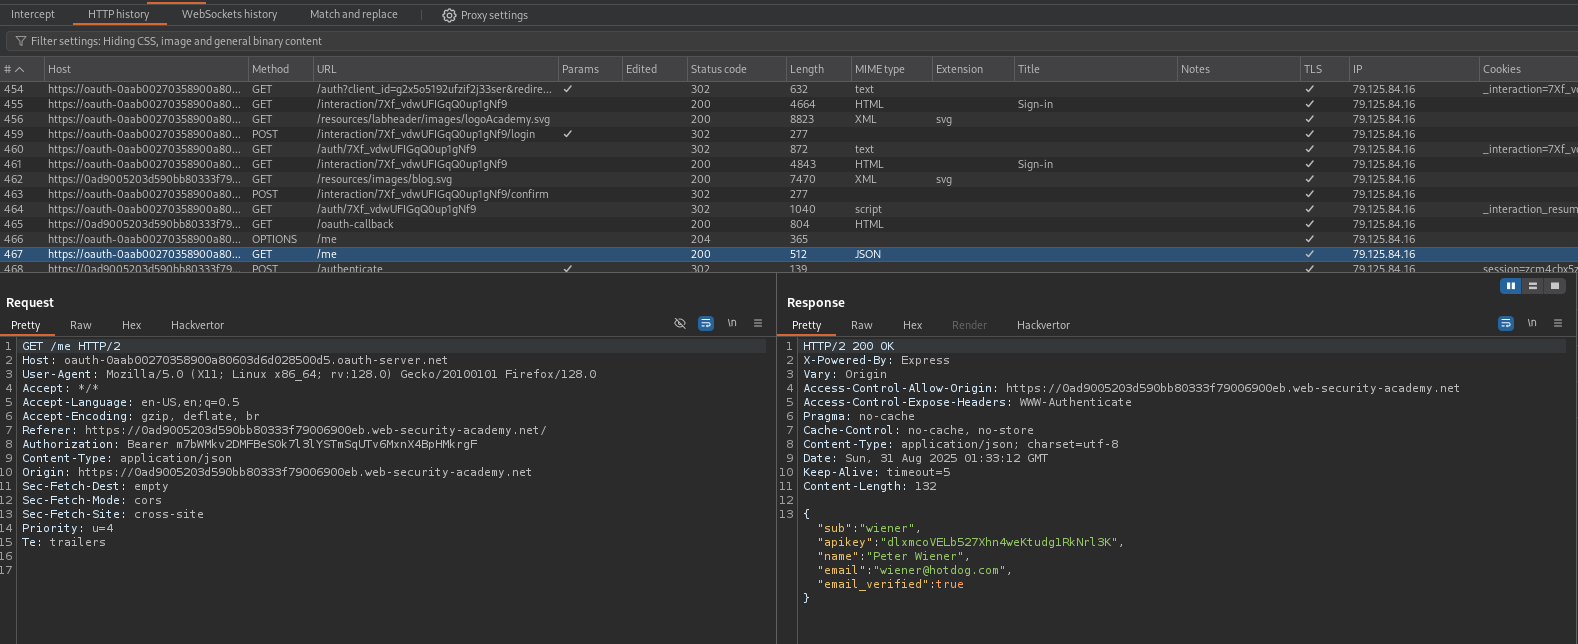 Intercept HTTP history WebSockets history Match and replace Proxy settings
Filter settings: Hiding CSS, image and general binary content
# Host Method URL Params Edited Status code Length MIME type Extension Title Notes TLS IP Cookies
454 https://oauth-0aab00270358900a80... GET /auth?client_id=g2x5o5192ufzif2j33ser&redire... ✓ 302 632 text ✓ 79.125.84.16 _interaction=7Xf_vd
455 https://oauth-0aab00270358900a80... GET /interaction/7Xf_vdwUFIGqQ0up1gNf9 200 4664 HTML Sign-in ✓ 79.125.84.16
456 https://oauth-0aab00270358900a80... GET /resources/labheader/images/logoAcademy.svg 200 8823 XML svg ✓ 79.125.84.16
459 https://oauth-0aab00270358900a80... POST /interaction/7Xf_vdwUFIGqQ0up1gNf9/login ✓ 302 277 ✓ 79.125.84.16
460 https://oauth-0aab00270358900a80... GET /auth/7Xf_vdwUFIGqQ0up1gNf9 302 872 text ✓ 79.125.84.16 _interaction=7Xf_vd
461 https://oauth-0aab00270358900a80... GET /interaction/7Xf_vdwUFIGqQ0up1gNf9 200 4843 HTML Sign-in ✓ 79.125.84.16
462 https://0ad9005203d590bb80333f79... GET /resources/images/blog.svg 200 7470 XML svg ✓ 79.125.84.16
463 https://oauth-0aab00270358900a80... POST /interaction/7Xf_vdwUFIGqQ0up1gNf9/confirm 302 277 ✓ 79.125.84.16
464 https://oauth-0aab00270358900a80... GET /auth/7Xf_vdwUFIGqQ0up1gNf9 302 1040 script ✓ 79.125.84.16 _interaction_resum
465 https://0ad9005203d590bb80333f79... GET /oauth-callback 200 804 HTML ✓ 79.125.84.16
466 https://oauth-0aab00270358900a80... OPTIONS /me 204 365 ✓ 79.125.84.16
467 https://oauth-0aab00270358900a80... GET /me 200 512 JSON ✓ 79.125.84.16
468 https://0ad9005203d590bb80333f79... POST /authenticate ✓ 302 139 ✓ 79.125.84.16 session=zcm4cbx5z
Request
Pretty Raw Hex Hackvertor \n
1 GET /me HTTP/2
2 Host: oauth-0aab00270358900a80603d6d028500d5.oauth-server.net
3 User-Agent: Mozilla/5.0 (X11; Linux x86_64; rv:128.0) Gecko/20100101 Firefox/128.0
4 Accept: */*
5 Accept-Language: en-US,en;q=0.5
6 Accept-Encoding: gzip, deflate, br
7 Referer: https://0ad9005203d590bb80333f79006900eb.web-security-academy.net/
8 Authorization: Bearer m7bWMkv2DMFBeS0k7l3lYSTmSqUTv6MxnX4BpHMkrgF
9 Content-Type: application/json
10 Origin: https://0ad9005203d590bb80333f79006900eb.web-security-academy.net
11 Sec-Fetch-Dest: empty
12 Sec-Fetch-Mode: cors
13 Sec-Fetch-Site: cross-site
14 Priority: u=4
15 Te: trailers
16
17
Response
Pretty Raw Hex Render Hackvertor \n
1 HTTP/2 200 OK
2 X-Powered-By: Express
3 Vary: Origin
4 Access-Control-Allow-Origin: https://0ad9005203d590bb80333f79006900eb.web-security-academy.net
5 Access-Control-Expose-Headers: WWW-Authenticate
6 Pragma: no-cache
7 Cache-Control: no-cache, no-store
8 Content-Type: application/json; charset=utf-8
9 Date: Sun, 31 Aug 2025 01:33:12 GMT
10 Keep-Alive: timeout=5
11 Content-Length: 132
12
13 {
"sub":"wiener",
"apikey":"dlxmcoVELb527Xhn4weKtudg1RkNrl3K",
"name":"Peter Wiener",
"email":"wiener@hotdog.com",
"email_verified":true
}